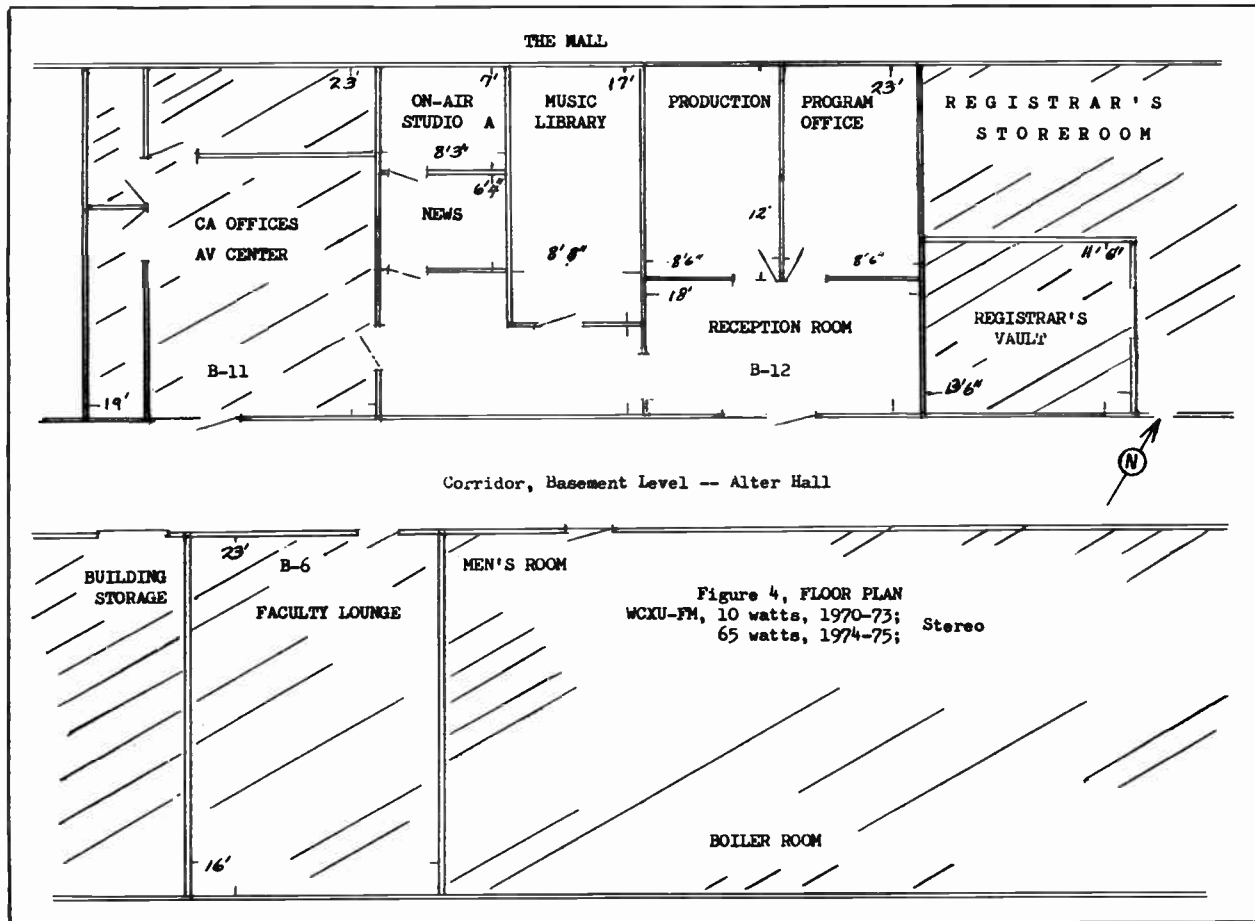 THE MALL
23'
7'
17'
23'
ON-AIR
STUDIO A
MUSIC
LIBRARY
PRODUCTION
PROGRAM
OFFICE
REGISTRAR'S
STOREROOM
8'3"
6'4"
NEWS
12'
CA OFFICES
AV CENTER
8'8"
8'6"
8'6"
11'6"
18'
RECEPTION ROOM
REGISTRAR'S
VAULT
B-11
B-12
19'
13'6"
N
Corridor, Basement Level -- Alter Hall
23'
B-6
MEN'S ROOM
BUILDING
STORAGE
FACULTY LOUNGE
Figure 4, FLOOR PLAN
WCXU-FM, 10 watts, 1970-73;
65 watts, 1974-75;
Stereo
BOILER ROOM
16'